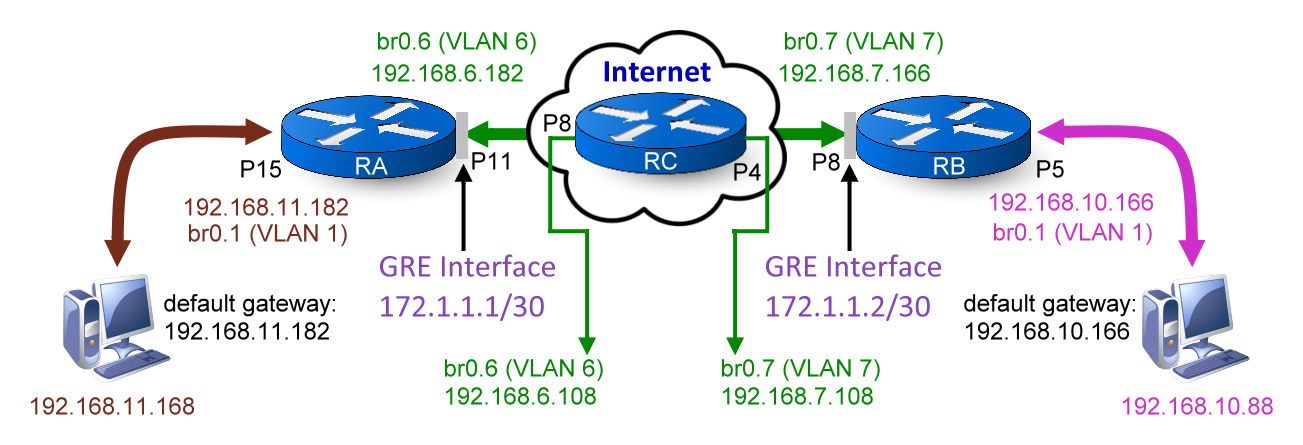 br0.6 (VLAN 6)
192.168.6.182
Internet
br0.7 (VLAN 7)
192.168.7.166
P15
RA
P11
P8
RC
P4
P8
RB
P5
192.168.11.182
br0.1 (VLAN 1)
192.168.10.166
br0.1 (VLAN 1)
GRE Interface
172.1.1.1/30
GRE Interface
172.1.1.2/30
default gateway:
192.168.11.182
default gateway:
192.168.10.166
br0.6 (VLAN 6)
192.168.6.108
br0.7 (VLAN 7)
192.168.7.108
192.168.11.168
192.168.10.88